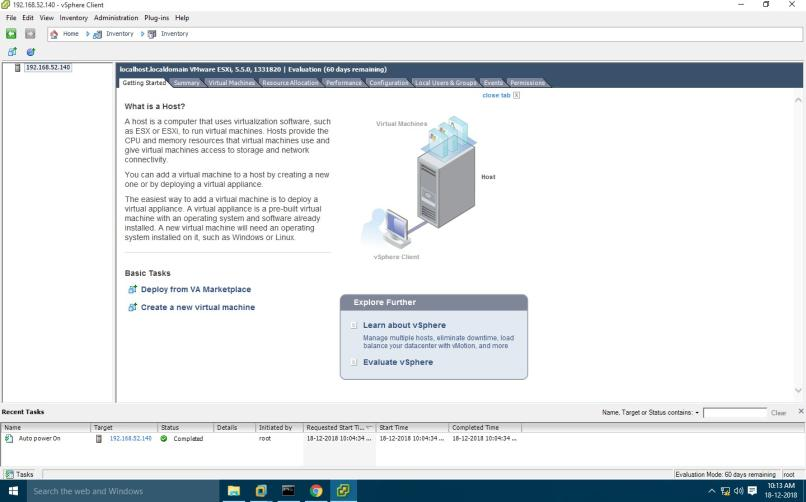 192.168.52.140 - vSphere Client
File Edit View Inventory Administration Plug-ins Help
Home Inventory Inventory
192.168.52.140
localhost.localdomain VMware ESXi, 5.5.0, 1331820 | Evaluation (60 days remaining)
Getting Started Summary Virtual Machines Resource Allocation Performance Configuration Local Users & Groups Events Permissions
close tab X
What is a Host?
A host is a computer that uses virtualization software, such
as ESX or ESXi, to run virtual machines. Hosts provide the
CPU and memory resources that virtual machines use and
give virtual machines access to storage and network
connectivity.
You can add a virtual machine to a host by creating a new
one or by deploying a virtual appliance.
The easiest way to add a virtual machine is to deploy a
virtual appliance. A virtual appliance is a pre-built virtual
machine with an operating system and software already
installed. A new virtual machine will need an operating
system installed on it, such as Windows or Linux.
Virtual Machines
Host
vSphere Client
Basic Tasks
Deploy from VA Marketplace
Create a new virtual machine
Explore Further
Learn about vSphere
Manage multiple hosts, eliminate downtime, load
balance your datacenter with vMotion, and more
Evaluate vSphere
Recent Tasks
Name, Target or Status contains:
Clear
Name Target Status Details Initiated by Requested Start Ti... Start Time Completed Time
Auto power On 192.168.52.140 Completed root 18-12-2018 10:04:34 ... 18-12-2018 10:04:34 ... 18-12-2018 10:04:34 ...
Tasks
Evaluation Mode: 60 days remaining root
Search the web and Windows
10:13 AM
18-12-2018